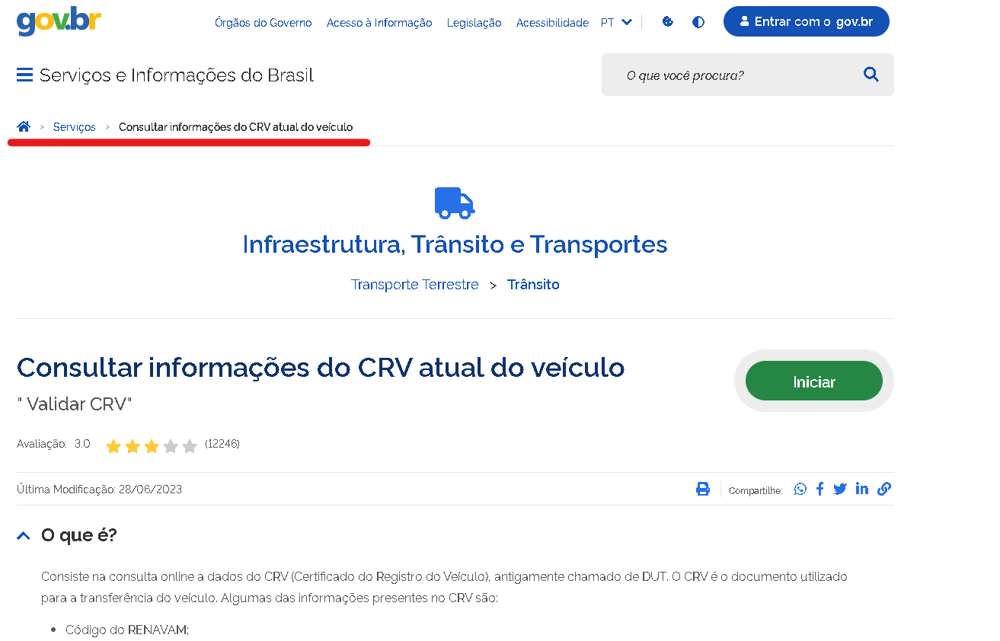 gov.br
Órgãos do Governo Acesso à Informação Legislação Acessibilidade PT Entrar com o gov.br
Serviços e Informações do Brasil O que você procura?
> Serviços > Consultar informações do CRV atual do veículo
Infraestrutura, Trânsito e Transportes
Transporte Terrestre > Trânsito
Consultar informações do CRV atual do veículo Iniciar
" Validar CRV"
Avaliação: 3.0 (12246)
Última Modificação: 28/06/2023 Compartilhe:
O que é?
Consiste na consulta online a dados do CRV (Certificado do Registro do Veículo), antigamente chamado de DUT. O CRV é o documento utilizado
para a transferência do veículo. Algumas das informações presentes no CRV são:
• Código do RENAVAM;